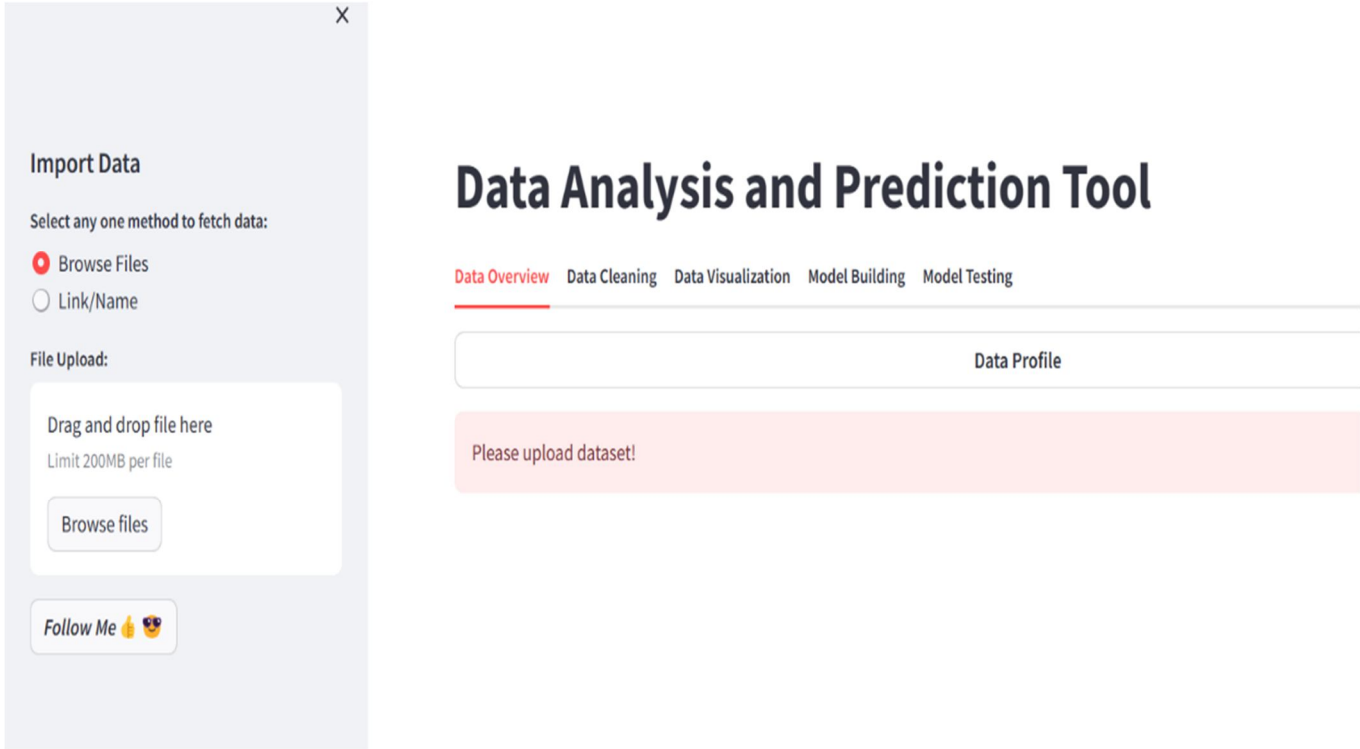 X
Import Data
Select any one method to fetch data:
Browse Files
Link/Name
File Upload:
Drag and drop file here
Limit 200MB per file
Browse files
Follow Me 👍 😎
Data Analysis and Prediction Tool
Data Overview Data Cleaning Data Visualization Model Building Model Testing
Data Profile
Please upload dataset!